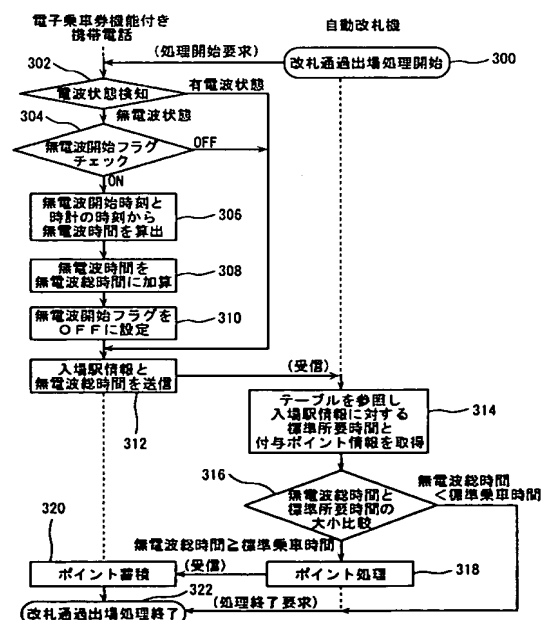 電子乗車券機能付き
携帯電話
自動改札機
(処理開始要求)
改札通過出場処理開始
300
302
電波状態検知
有電波状態
無電波状態
304
無電波開始フラグ
チェック
OFF
ON
無電波開始時刻と
時計の時刻から
無電波時間を算出
306
無電波時間を
無電波総時間に加算
308
無電波開始フラグを
OFFに設定
310
入場駅情報と
無電波総時間を送信
312
(受信)
テーブルを参照し
入場駅情報に対する
標準所要時間と
付与ポイント情報を取得
314
316
無電波総時間と
標準所要時間の
大小比較
無電波総時間
<標準乗車時間
無電波総時間≧標準乗車時間
320
ポイント蓄積
(受信)
ポイント処理
318
322
(処理終了要求)
改札通過出場処理終了